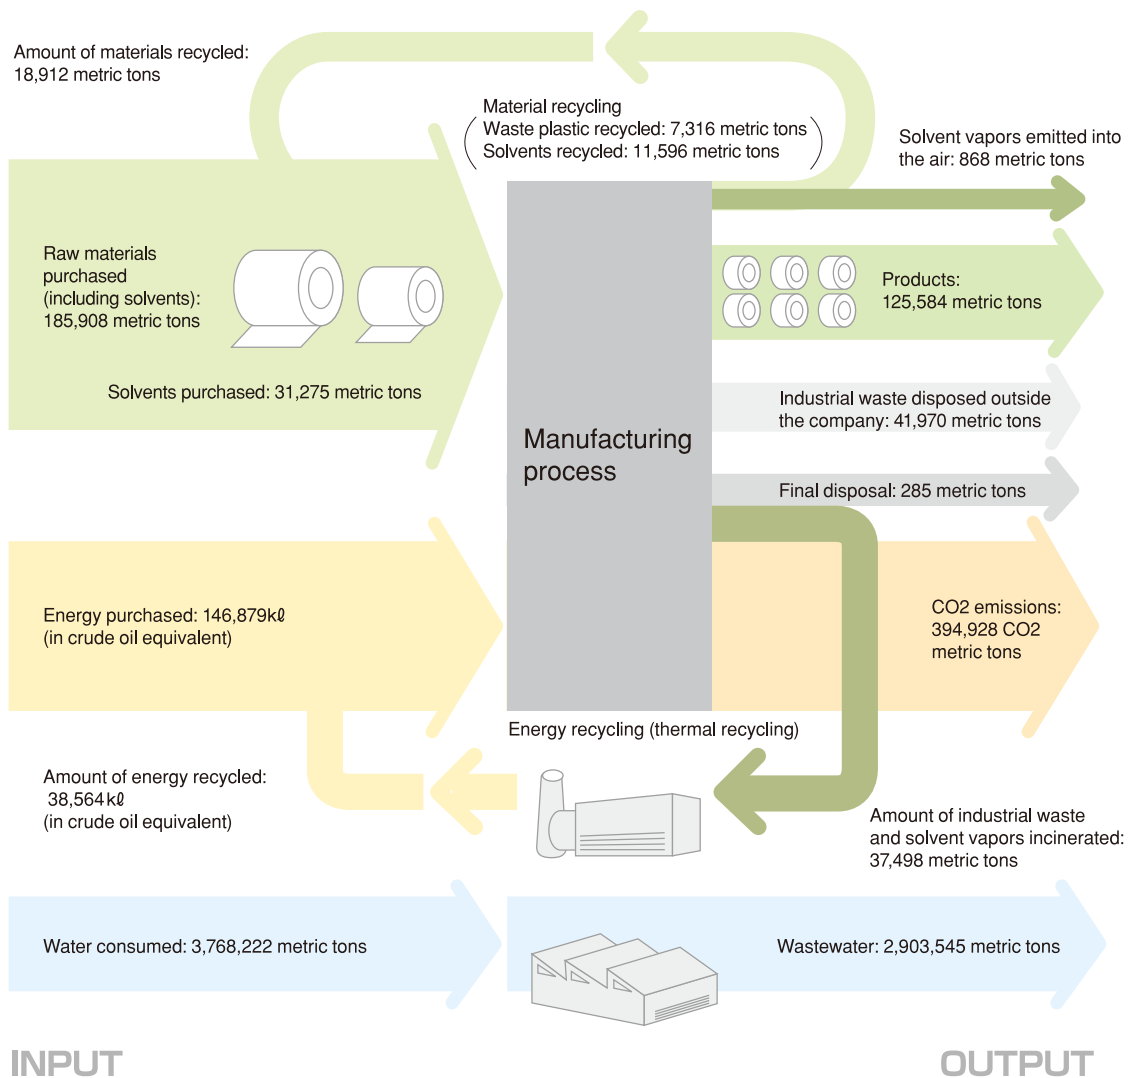 Amount of materials recycled:
18,912 metric tons
Material recycling
Waste plastic recycled: 7,316 metric tons
Solvents recycled: 11,596 metric tons
Solvent vapors emitted into
the air: 868 metric tons
Raw materials
purchased
(including solvents):
185,908 metric tons
Solvents purchased: 31,275 metric tons
Products:
125,584 metric tons
Industrial waste disposed outside
the company: 41,970 metric tons
Manufacturing
process
Final disposal: 285 metric tons
Energy purchased: 146,879kℓ
(in crude oil equivalent)
CO2 emissions:
394,928 CO2
metric tons
Energy recycling (thermal recycling)
Amount of energy recycled:
38,564kℓ
(in crude oil equivalent)
Amount of industrial waste
and solvent vapors incinerated:
37,498 metric tons
Water consumed: 3,768,222 metric tons
Wastewater: 2,903,545 metric tons
INPUT
OUTPUT